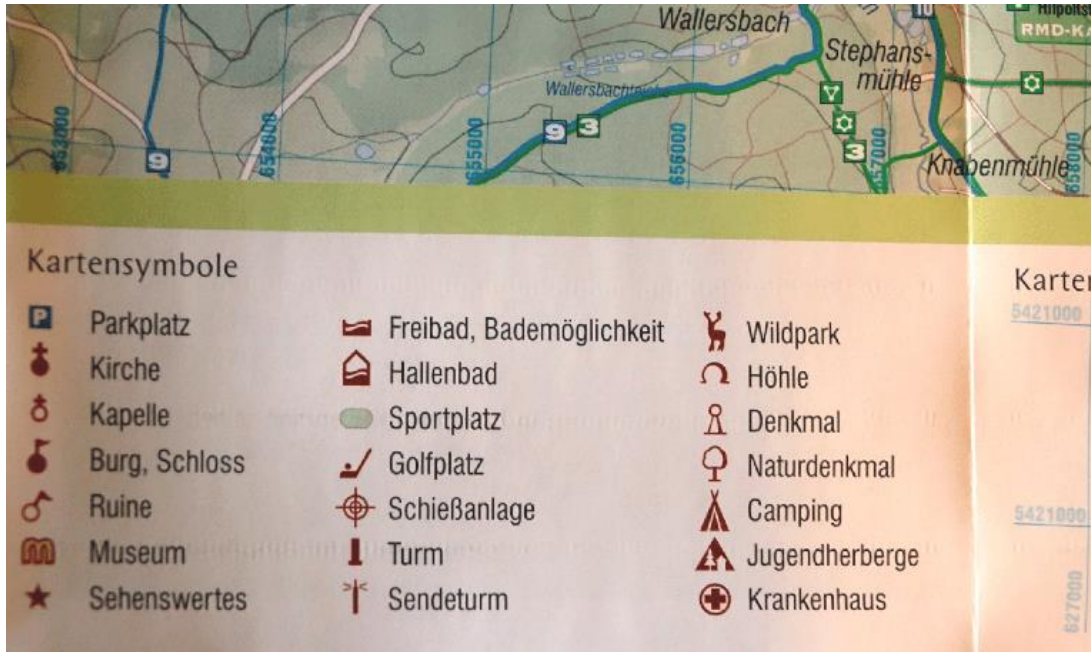 Wallersbach
Stephans-
mühle
RMD-KA
10
9
9
3
3
Knabenmühle
653000
654000
655000
656000
657000
658000
Kartensymbole
P Parkplatz
Kirche
Kapelle
Burg, Schloss
Ruine
Museum
Sehenswertes
Freibad, Bademöglichkeit
Hallenbad
Sportplatz
Golfplatz
Schießanlage
Turm
Sendeturm
Wildpark
Höhle
Denkmal
Naturdenkmal
Camping
Jugendherberge
Krankenhaus
Karten
5421000
5421000
627000